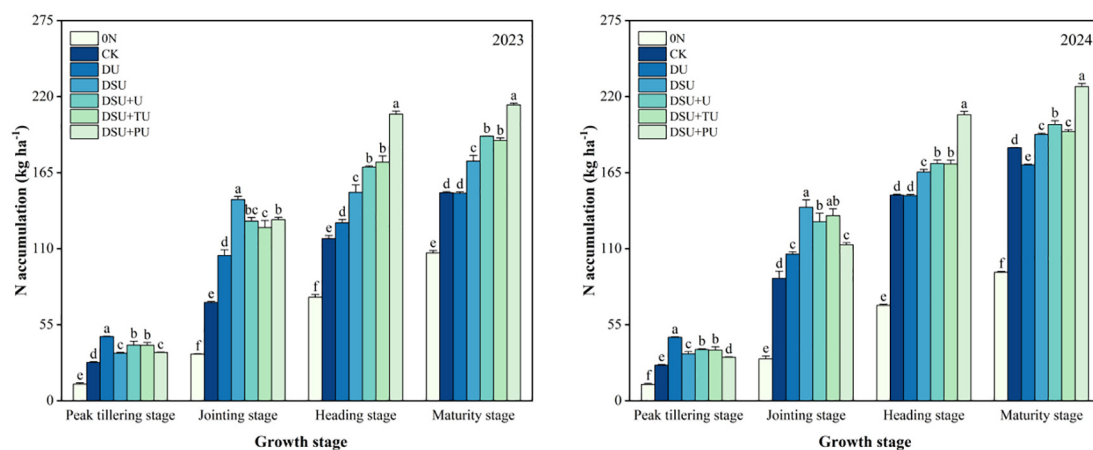 275
220
165
110
55
0
N accumulation (kg ha⁻¹)
2023
0N
CK
DU
DSU
DSU+U
DSU+TU
DSU+PU
e d a c b b c
e d a bc c b
e d c b b a
f d d c b b a
Peak tillering stage Jointing stage Heading stage Maturity stage
Growth stage
275
220
165
110
55
0
N accumulation (kg ha⁻¹)
2024
0N
CK
DU
DSU
DSU+U
DSU+TU
DSU+PU
f e a c b b d
e d c a b ab c
f d d c b b a
f d e c b c a
Peak tillering stage Jointing stage Heading stage Maturity stage
Growth stage